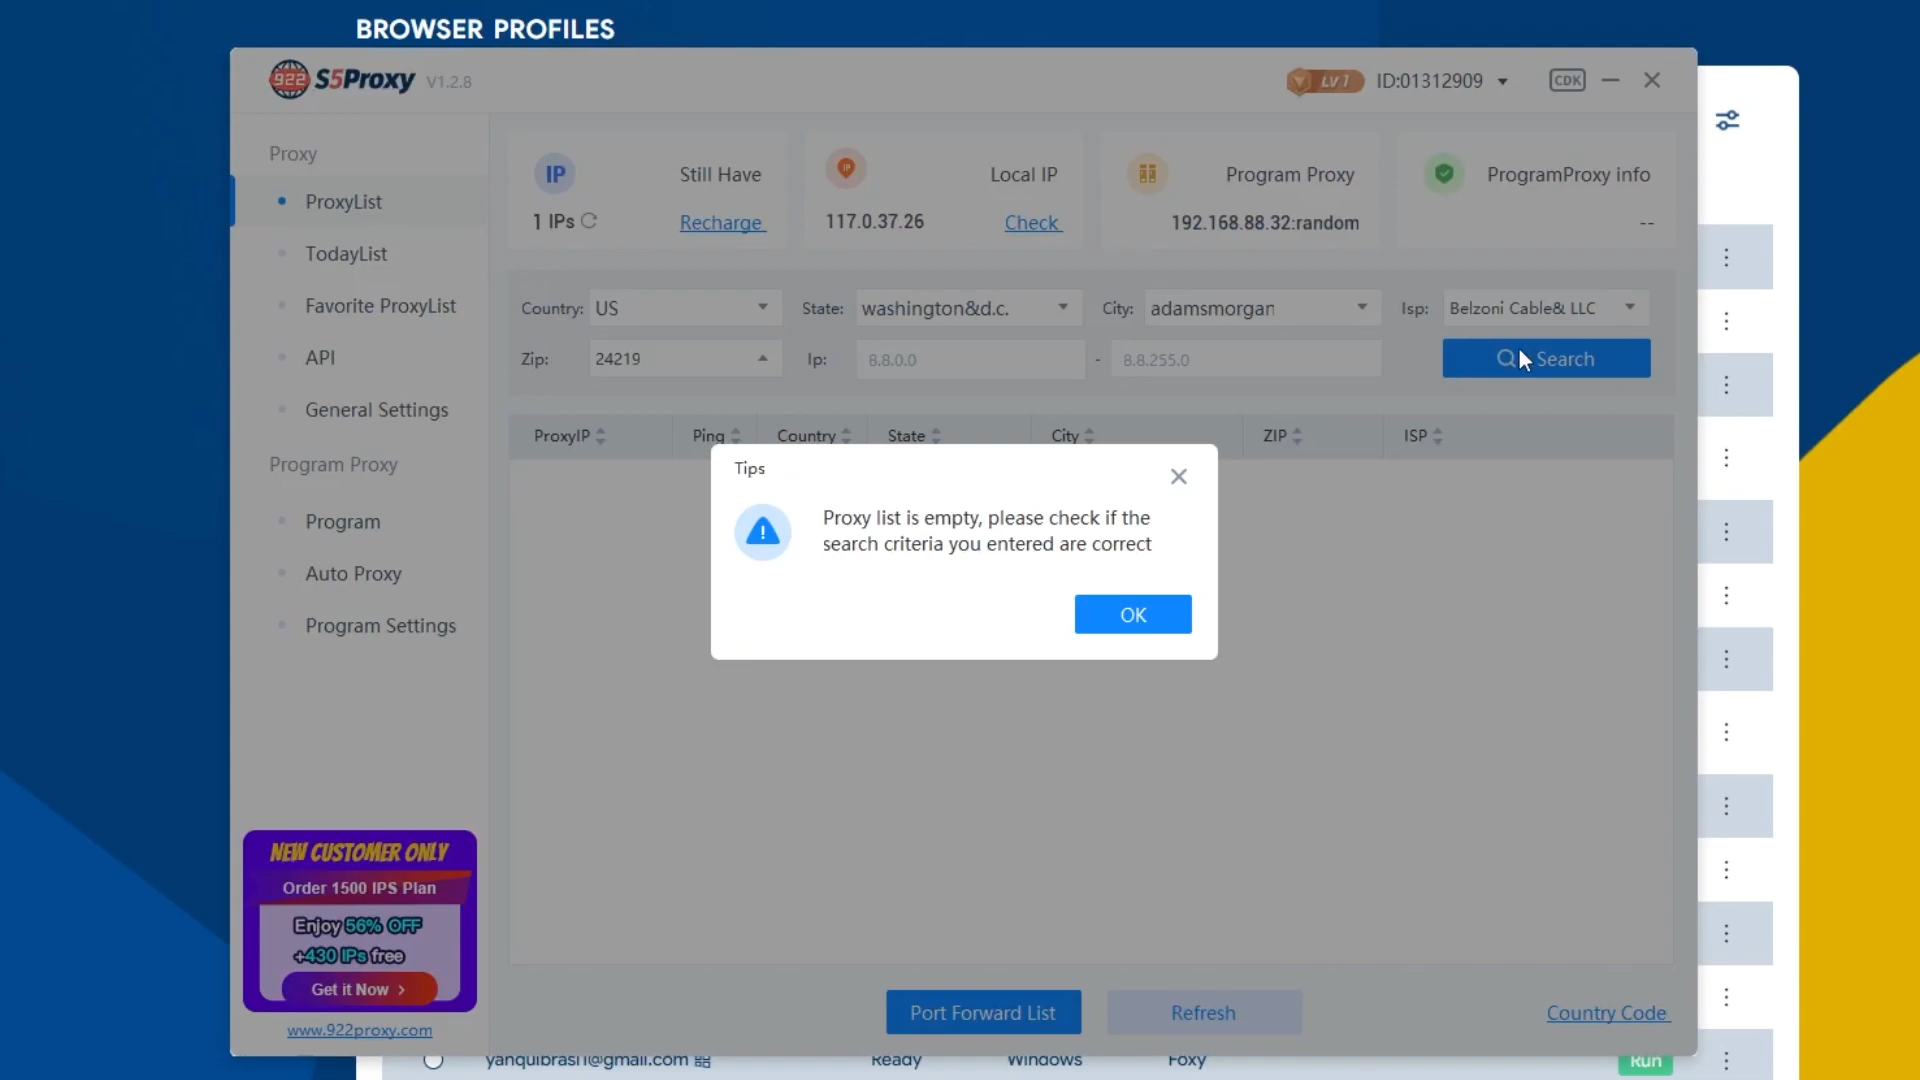 BROWSER PROFILES
922 S5Proxy V1.2.8
LV 1 ID:01312909 CDK
Proxy
ProxyList
TodayList
Favorite ProxyList
API
General Settings
Program Proxy
Program
Auto Proxy
Program Settings
IP Still Have
1 IPs Recharge
IP Local IP
117.0.37.26 Check
Program Proxy
192.168.88.32:random
ProgramProxy info
--
Country: US State: washington&d.c. City: adamsmorgan Isp: Belzoni Cable& LLC
Zip: 24219 Ip: 8.8.0.0 - 8.8.255.0 Search
ProxyIP Ping Country State City ZIP ISP
Tips
Proxy list is empty, please check if the
search criteria you entered are correct
OK
NEW CUSTOMER ONLY
Order 1500 IPS Plan
Enjoy 56% OFF
+430 IPs free
Get it Now >
www.922proxy.com
Port Forward List Refresh Country Code
Ready Windows Foxy Run